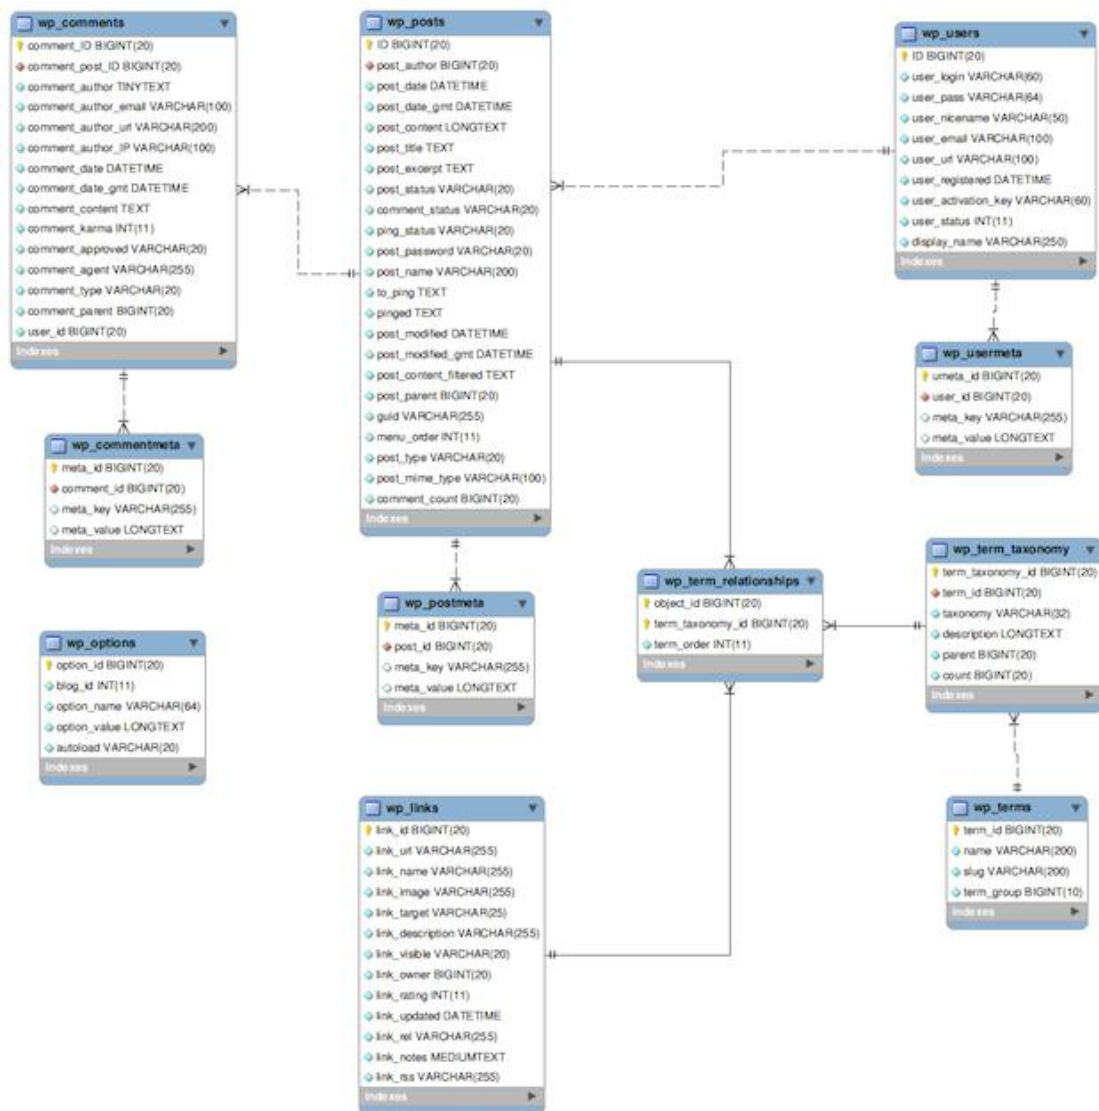 wp_comments
comment_ID BIGINT(20)
comment_post_ID BIGINT(20)
comment_author TINYTEXT
comment_author_email VARCHAR(100)
comment_author_url VARCHAR(200)
comment_author_IP VARCHAR(100)
comment_date DATETIME
comment_date_gmt DATETIME
comment_content TEXT
comment_karma INT(11)
comment_approved VARCHAR(20)
comment_agent VARCHAR(255)
comment_type VARCHAR(20)
comment_parent BIGINT(20)
user_id BIGINT(20)
Indexes
wp_posts
ID BIGINT(20)
post_author BIGINT(20)
post_date DATETIME
post_date_gmt DATETIME
post_content LONGTEXT
post_title TEXT
post_excerpt TEXT
post_status VARCHAR(20)
comment_status VARCHAR(20)
ping_status VARCHAR(20)
post_password VARCHAR(20)
post_name VARCHAR(200)
to_ping TEXT
pinged TEXT
post_modified DATETIME
post_modified_gmt DATETIME
post_content_filtered TEXT
post_parent BIGINT(20)
guid VARCHAR(255)
menu_order INT(11)
post_type VARCHAR(20)
post_mime_type VARCHAR(100)
comment_count BIGINT(20)
Indexes
wp_users
ID BIGINT(20)
user_login VARCHAR(60)
user_pass VARCHAR(64)
user_nicename VARCHAR(50)
user_email VARCHAR(100)
user_url VARCHAR(100)
user_registered DATETIME
user_activation_key VARCHAR(60)
user_status INT(11)
display_name VARCHAR(250)
Indexes
wp_usermeta
umeta_id BIGINT(20)
user_id BIGINT(20)
meta_key VARCHAR(255)
meta_value LONGTEXT
Indexes
wp_commentmeta
meta_id BIGINT(20)
comment_id BIGINT(20)
meta_key VARCHAR(255)
meta_value LONGTEXT
Indexes
wp_term_taxonomy
term_taxonomy_id BIGINT(20)
term_id BIGINT(20)
taxonomy VARCHAR(32)
description LONGTEXT
parent BIGINT(20)
count BIGINT(20)
Indexes
wp_term_relationships
object_id BIGINT(20)
term_taxonomy_id BIGINT(20)
term_order INT(11)
Indexes
wp_postmeta
meta_id BIGINT(20)
post_id BIGINT(20)
meta_key VARCHAR(255)
meta_value LONGTEXT
Indexes
wp_options
option_id BIGINT(20)
blog_id INT(11)
option_name VARCHAR(64)
option_value LONGTEXT
autoload VARCHAR(20)
Indexes
wp_links
link_id BIGINT(20)
link_url VARCHAR(255)
link_name VARCHAR(255)
link_image VARCHAR(255)
link_target VARCHAR(25)
link_description VARCHAR(255)
link_visible VARCHAR(20)
link_owner BIGINT(20)
link_rating INT(11)
link_updated DATETIME
link_rel VARCHAR(255)
link_notes MEDIUMTEXT
link_rss VARCHAR(255)
Indexes
wp_terms
term_id BIGINT(20)
name VARCHAR(200)
slug VARCHAR(200)
term_group BIGINT(10)
Indexes